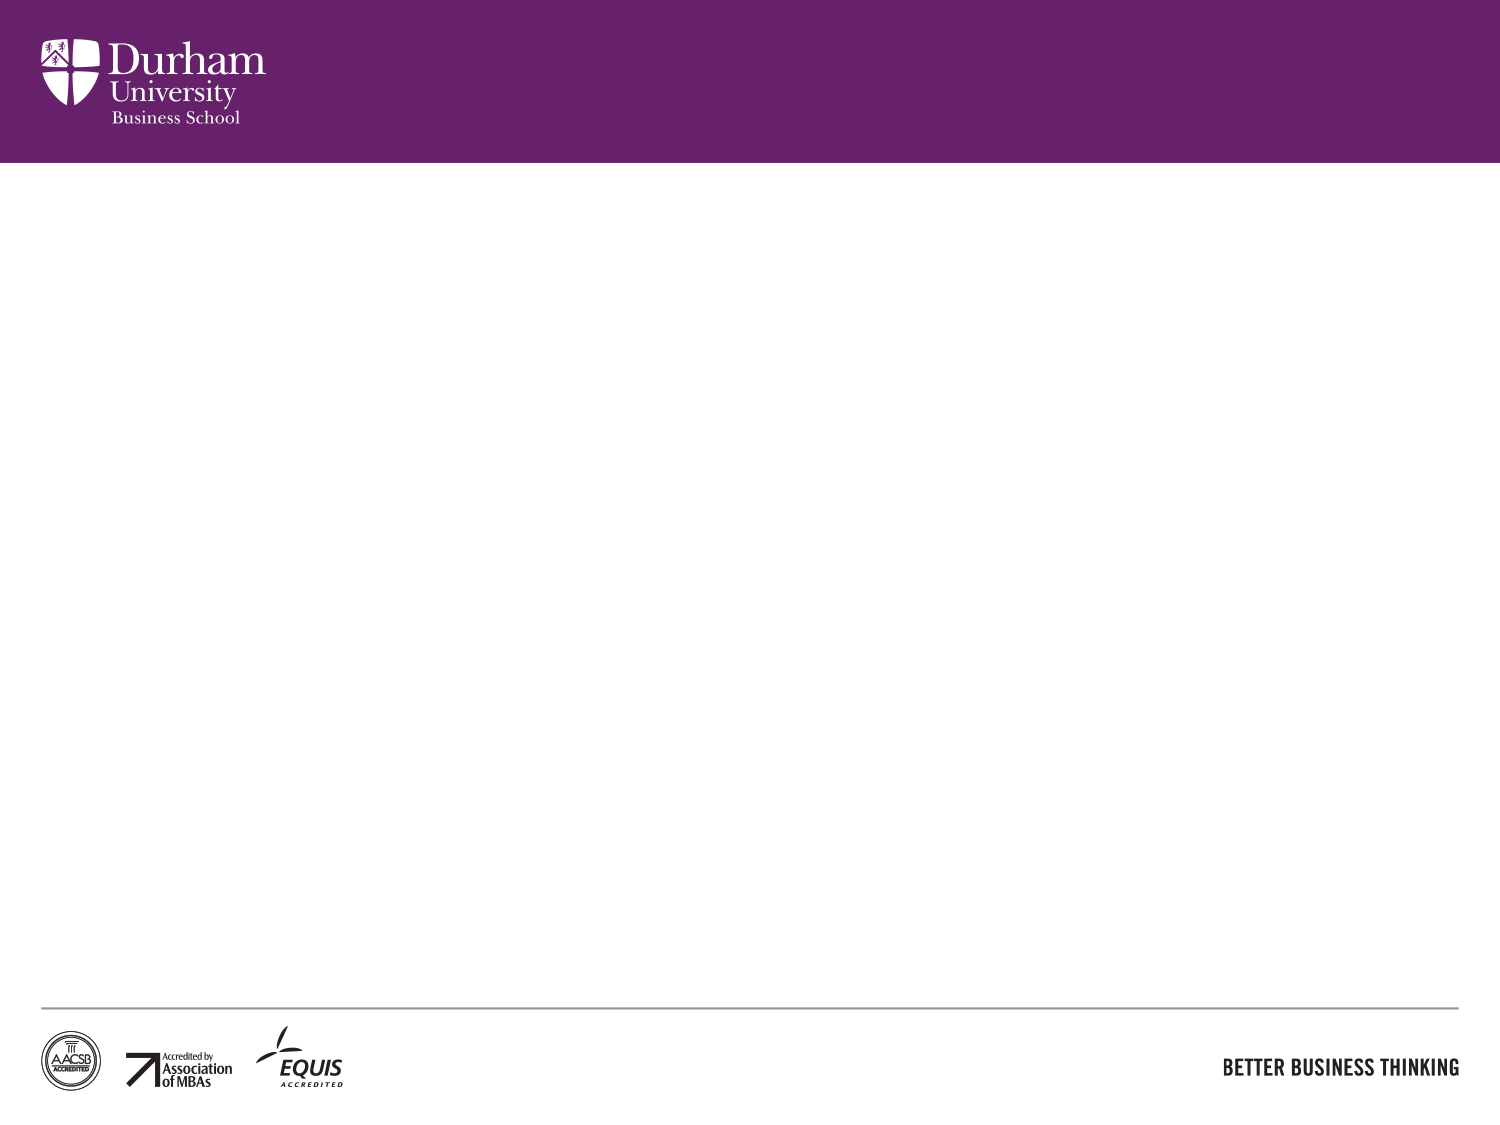 Durham
University
Business School
AACSB
ACCREDITED
Accredited by
Association
of MBAs
EQUIS
ACCREDITED
BETTER BUSINESS THINKING